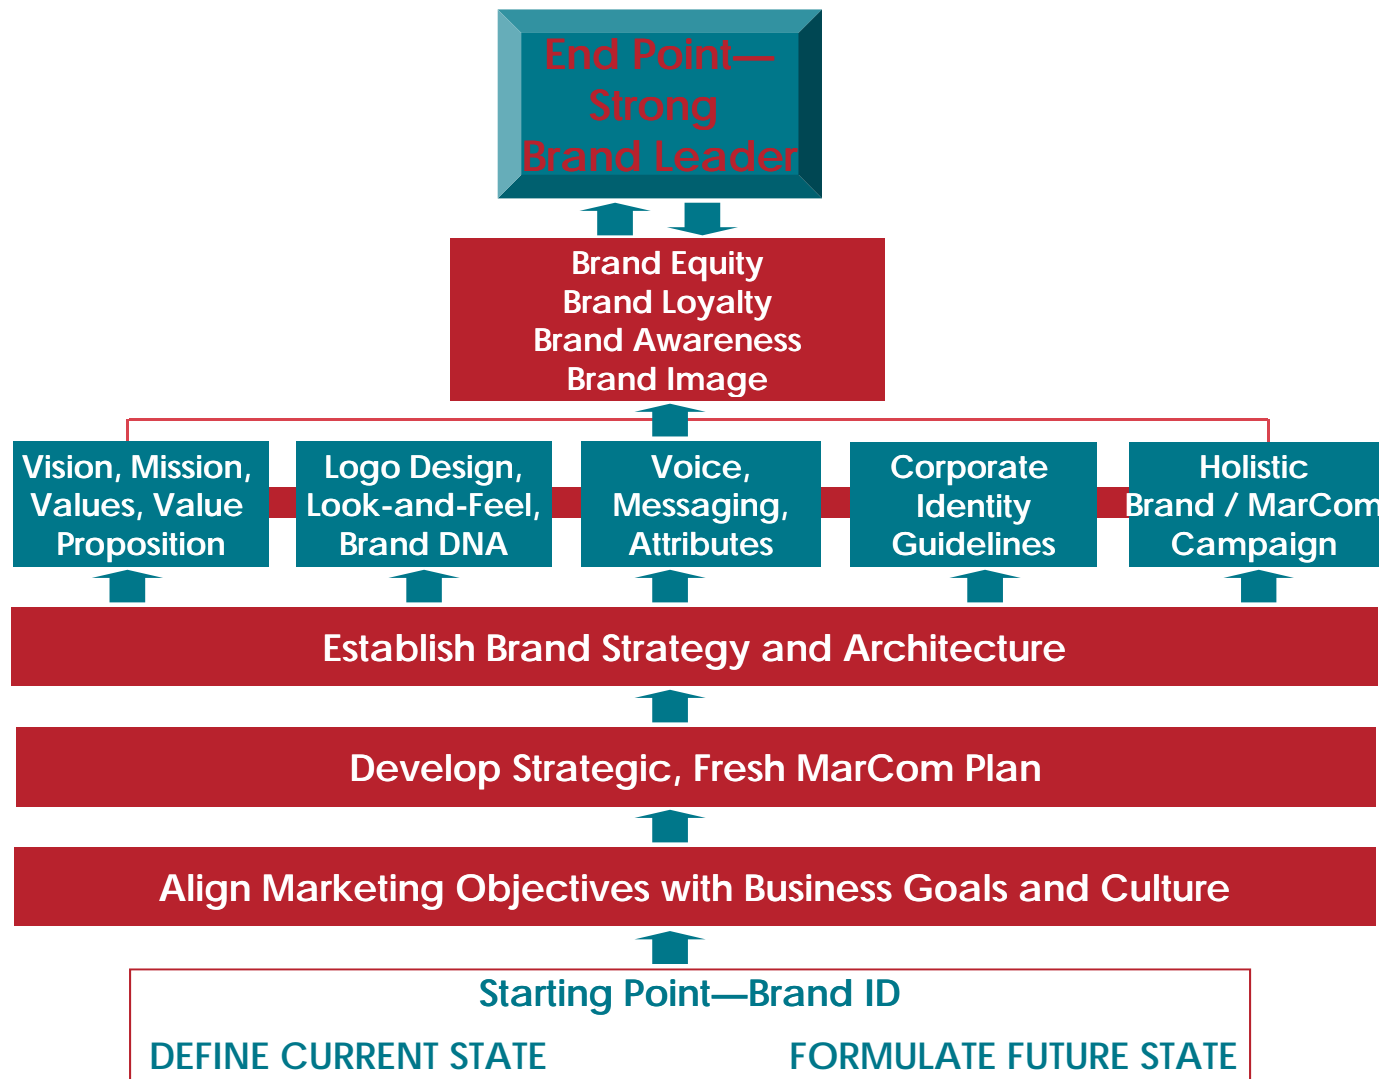 End Point—
Strong
Brand Leader
Brand Equity
Brand Loyalty
Brand Awareness
Brand Image
Vision, Mission,
Values, Value
Proposition
Logo Design,
Look-and-Feel,
Brand DNA
Voice,
Messaging,
Attributes
Corporate
Identity
Guidelines
Holistic
Brand / MarCom
Campaign
Establish Brand Strategy and Architecture
Develop Strategic, Fresh MarCom Plan
Align Marketing Objectives with Business Goals and Culture
Starting Point—Brand ID
DEFINE CURRENT STATE
FORMULATE FUTURE STATE